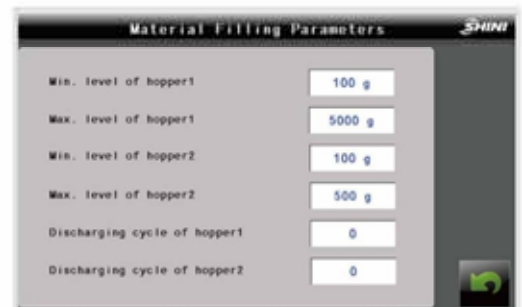 Material Filling Parameters
SHINI
Min. level of hopper1 100 g
Max. level of hopper1 5000 g
Min. level of hopper2 100 g
Max. level of hopper2 500 g
Discharging cycle of hopper1 0
Discharging cycle of hopper2 0